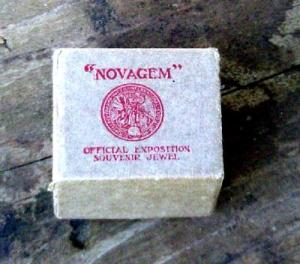 "NOVAGEM"
OFFICIAL EXPOSITION
SOUVENIR JEWEL